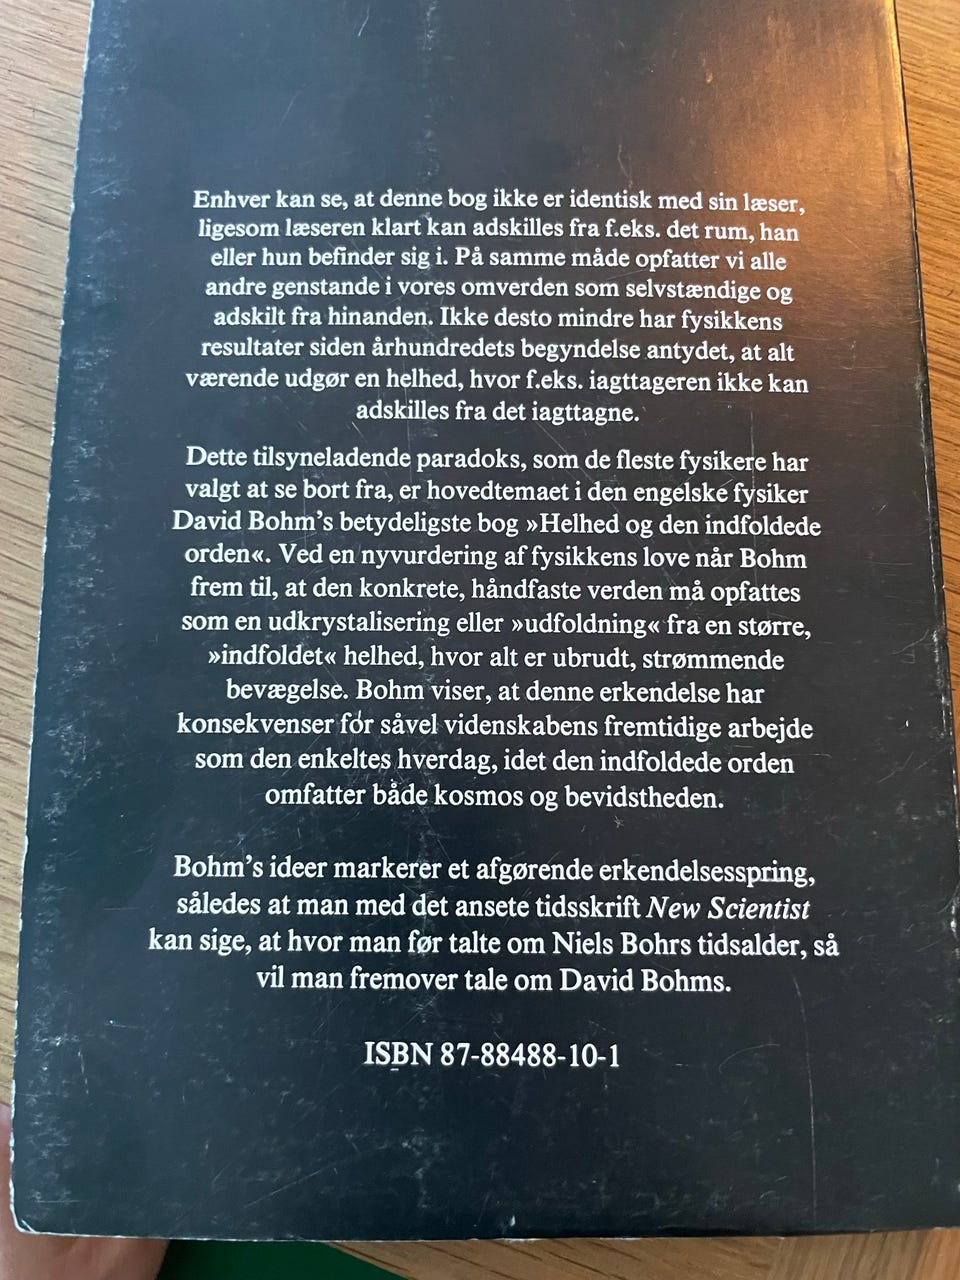 Enhver kan se, at denne bog ikke er identisk med sin læser,
ligesom læseren klart kan adskilles fra f.eks. det rum, han
eller hun befinder sig i. På samme måde opfatter vi alle
andre genstande i vores omverden som selvstændige og
adskilt fra hinanden. Ikke desto mindre har fysikkens
resultater siden århundredets begyndelse antydet, at alt
værende udgør en helhed, hvor f.eks. iagttageren ikke kan
adskilles fra det iagttagne.
Dette tilsyneladende paradoks, som de fleste fysikere har
valgt at se bort fra, er hovedtemaet i den engelske fysiker
David Bohm's betydeligste bog »Helhed og den indfoldede
orden«. Ved en nyvurdering af fysikkens love når Bohm
frem til, at den konkrete, håndfaste verden må opfattes
som en udkrystalisering eller »udfoldning« fra en større,
»indfoldet« helhed, hvor alt er ubrudt, strømmende
bevægelse. Bohm viser, at denne erkendelse har
konsekvenser for såvel videnskabens fremtidige arbejde
som den enkeltes hverdag, idet den indfoldede orden
omfatter både kosmos og bevidstheden.
Bohm's ideer markerer et afgørende erkendelsesspring,
således at man med det ansete tidsskrift New Scientist
kan sige, at hvor man før talte om Niels Bohrs tidsalder, så
vil man fremover tale om David Bohms.
ISBN 87-88488-10-1